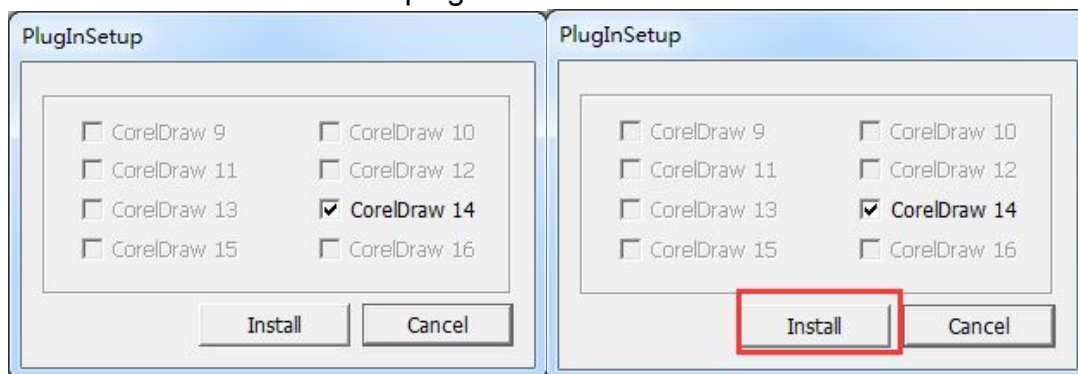 plug
PlugInSetup
CorelDraw 9 CorelDraw 10
CorelDraw 11 CorelDraw 12
CorelDraw 13 CorelDraw 14
CorelDraw 15 CorelDraw 16
Install Cancel
PlugInSetup
CorelDraw 9 CorelDraw 10
CorelDraw 11 CorelDraw 12
CorelDraw 13 CorelDraw 14
CorelDraw 15 CorelDraw 16
Install Cancel